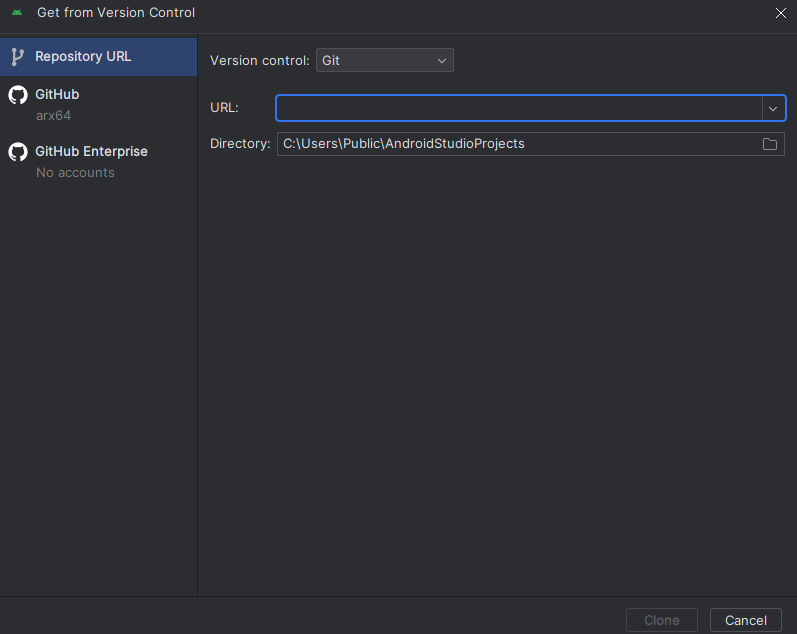 Get from Version Control
Repository URL
GitHub
arx64
GitHub Enterprise
No accounts
Version control: Git
URL:
Directory: C:\Users\Public\AndroidStudioProjects
Clone Cancel